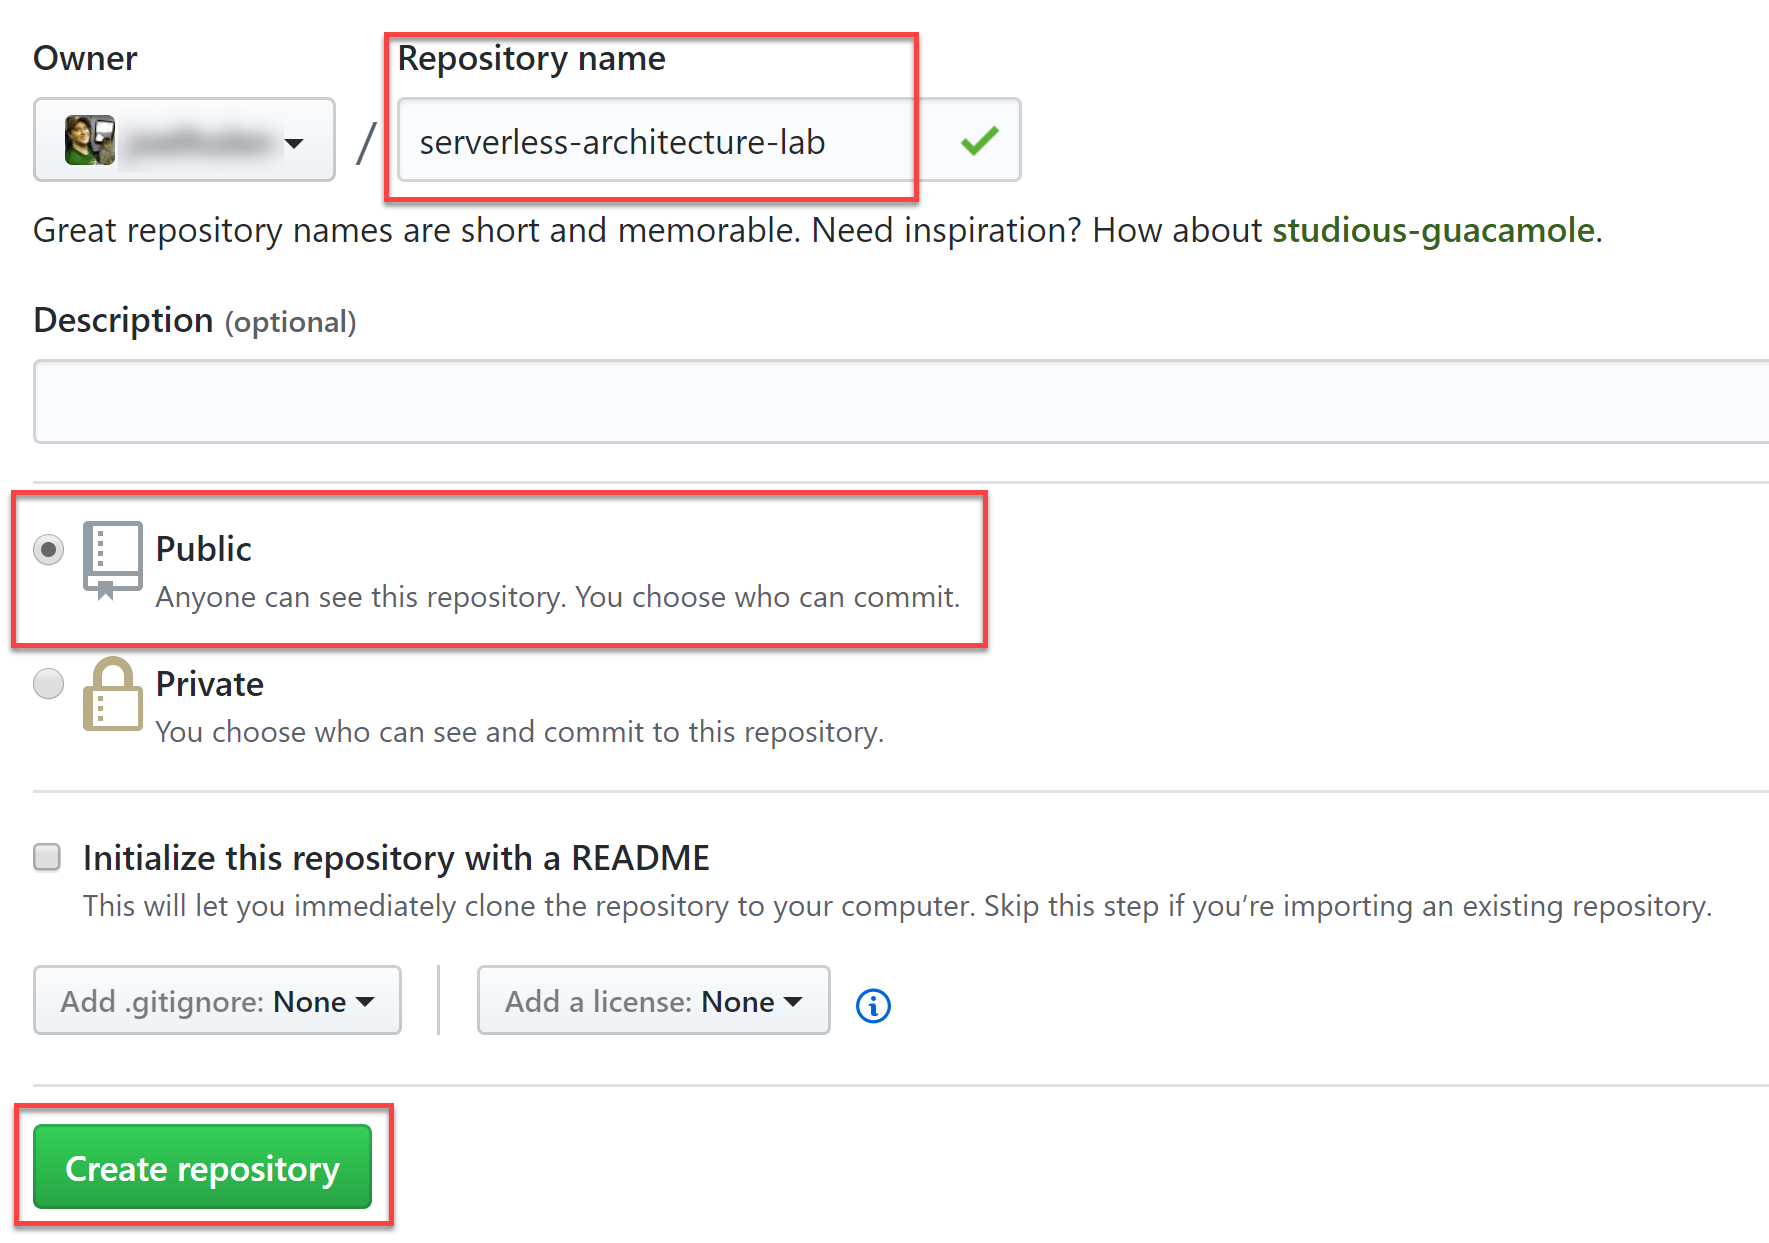 Owner
Repository name
/
serverless-architecture-lab
Great repository names are short and memorable. Need inspiration? How about studious-guacamole.
Description (optional)
Public
Anyone can see this repository. You choose who can commit.
Private
You choose who can see and commit to this repository.
Initialize this repository with a README
This will let you immediately clone the repository to your computer. Skip this step if you’re importing an existing repository.
Add .gitignore: None
Add a license: None
Create repository